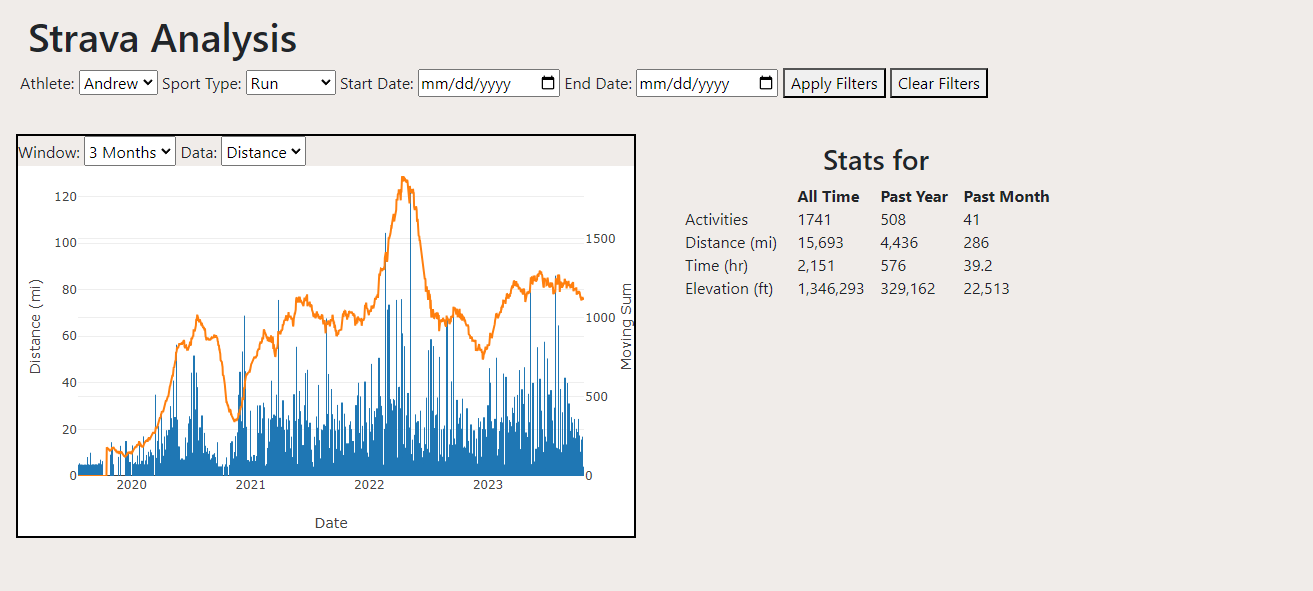 Strava Analysis
Athlete: Andrew Sport Type: Run Start Date: mm/dd/yyyy End Date: mm/dd/yyyy Apply Filters Clear Filters
Window: 3 Months Data: Distance
120
100
80
60
40
20
0
Distance (mi)
1500
1000
500
0
Moving Sum
2020 2021 2022 2023
Date
Stats for
All Time Past Year Past Month
Activities 1741 508 41
Distance (mi) 15,693 4,436 286
Time (hr) 2,151 576 39.2
Elevation (ft) 1,346,293 329,162 22,513